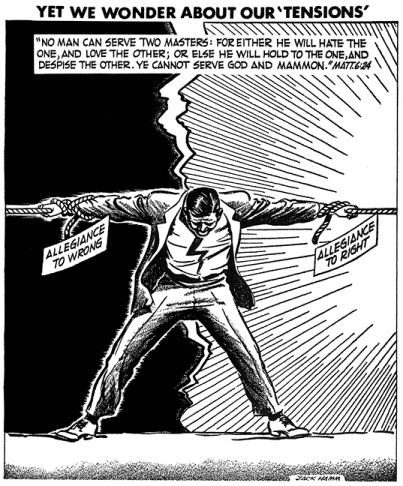 YET WE WONDER ABOUT OUR 'TENSIONS'
"NO MAN CAN SERVE TWO MASTERS: FOR EITHER HE WILL HATE THE
ONE, AND LOVE THE OTHER; OR ELSE HE WILL HOLD TO THE ONE, AND
DESPISE THE OTHER. YE CANNOT SERVE GOD AND MAMMON." MATT. 6:24
ALLEGIANCE
TO WRONG
ALLEGIANCE
TO RIGHT
JACK HAMM